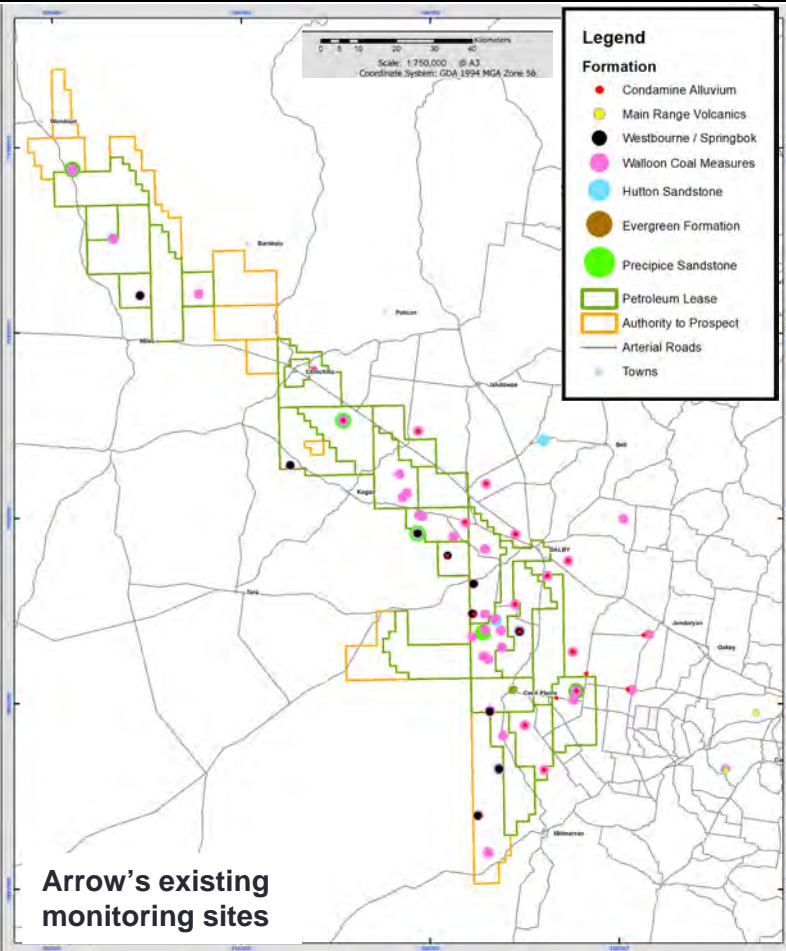 Kilometers
0 5 10 20 30 40
Scale: 1:750,000 @ A3
Coordinate System: GDA 1994 MGA Zone 56
Legend
Formation
Condamine Alluvium
Main Range Volcanics
Westbourne / Springbok
Walloon Coal Measures
Hutton Sandstone
Evergreen Formation
Precipice Sandstone
Petroleum Lease
Authority to Prospect
Arterial Roads
Towns
Wandoan
Barakula
Miles
Chinchilla
Jandowae
Bell
Kogan
DALBY
Tara
Jondaryan
Oakey
Cecil Plains
Millmerran
Arrow's existing
monitoring sites